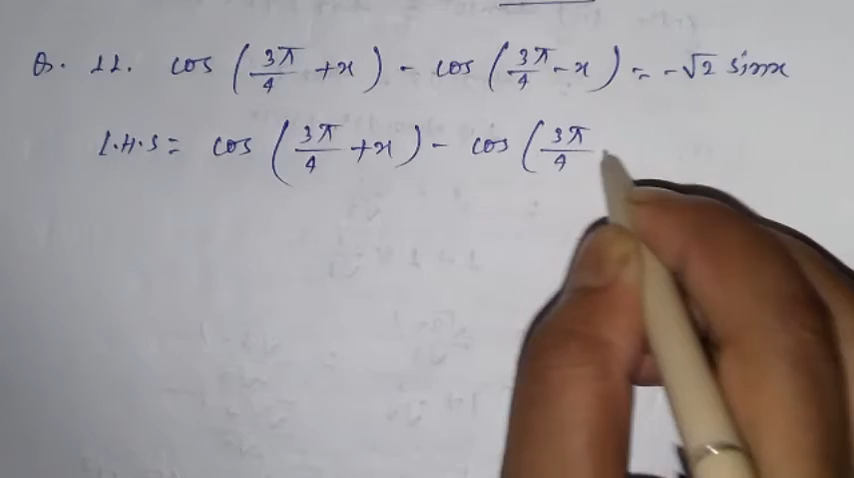 Q. 11. cos (3π/4 + x) - cos (3π/4 - x) = -√2 sinx
L.H.S = cos (3π/4 + x) - cos (3π/4